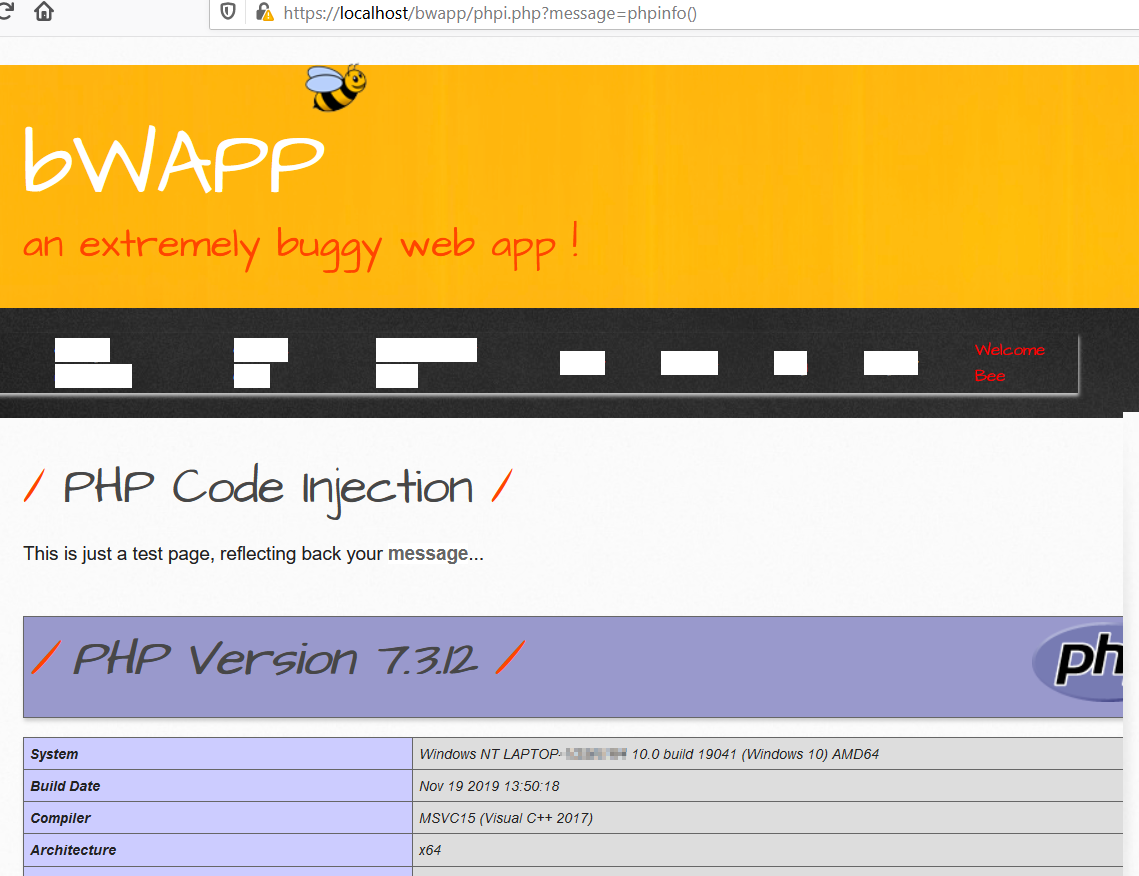 https://localhost/bwapp/phpi.php?message=phpinfo()
bWAPP
an extremely buggy web app !
Welcome
Bee
/ PHP Code Injection /
This is just a test page, reflecting back your message...
/ PHP Version 7.3.12 /
System Windows NT LAPTOP- 10.0 build 19041 (Windows 10) AMD64
Build Date Nov 19 2019 13:50:18
Compiler MSVC15 (Visual C++ 2017)
Architecture x64